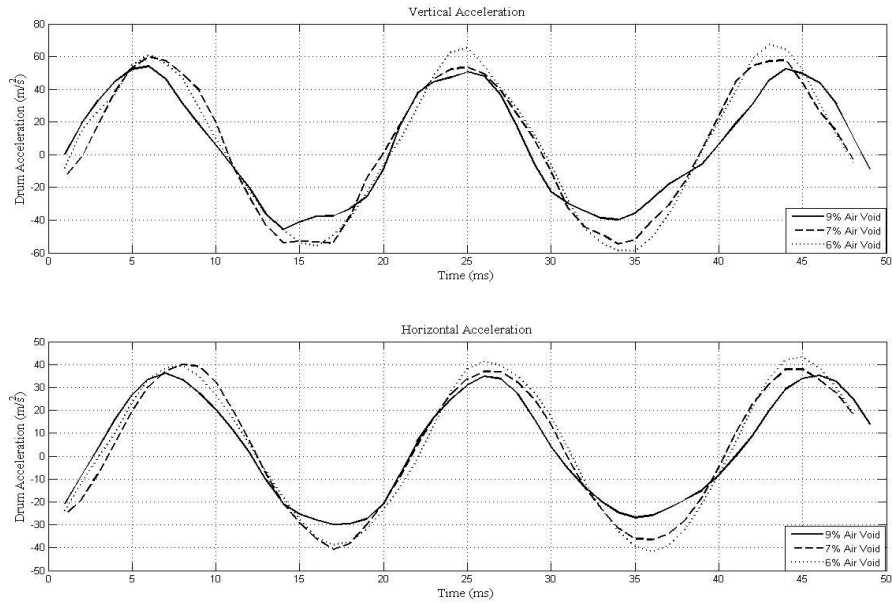 Vertical Acceleration
Drum Acceleration (m/s²)
80
60
40
20
0
-20
-40
-60
0 5 10 15 20 25 30 35 40 45 50
Time (ms)
9% Air Void
7% Air Void
6% Air Void
Horizontal Acceleration
Drum Acceleration (m/s²)
50
40
30
20
10
0
-10
-20
-30
-40
-50
0 5 10 15 20 25 30 35 40 45 50
Time (ms)
9% Air Void
7% Air Void
6% Air Void